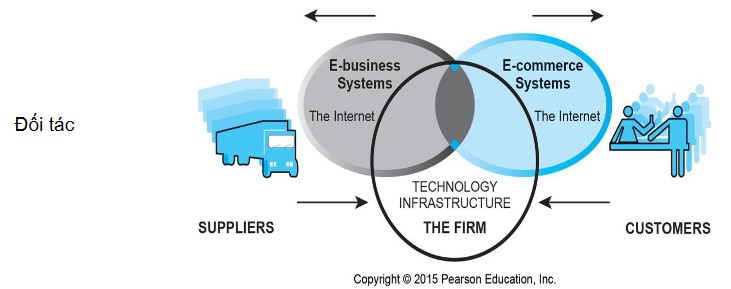 E-business
Systems
The Internet
E-commerce
Systems
The Internet
Đối tác
TECHNOLOGY
INFRASTRUCTURE
THE FIRM
SUPPLIERS
CUSTOMERS
Copyright © 2015 Pearson Education, Inc.